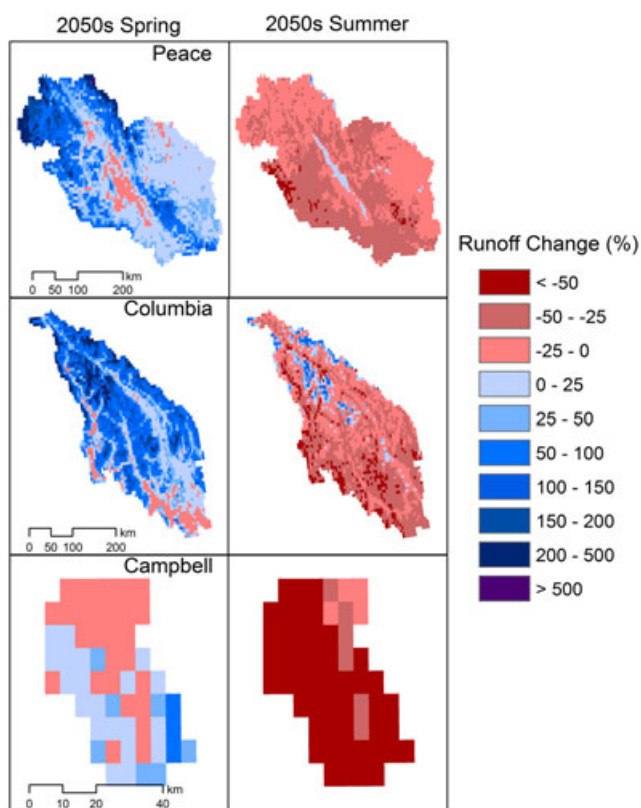 2050s Spring
2050s Summer
Peace
0 50 100 200 km
Columbia
0 50 100 200 km
Campbell
0 10 20 40 km
Runoff Change (%)
< -50
-50 - -25
-25 - 0
0 - 25
25 - 50
50 - 100
100 - 150
150 - 200
200 - 500
> 500